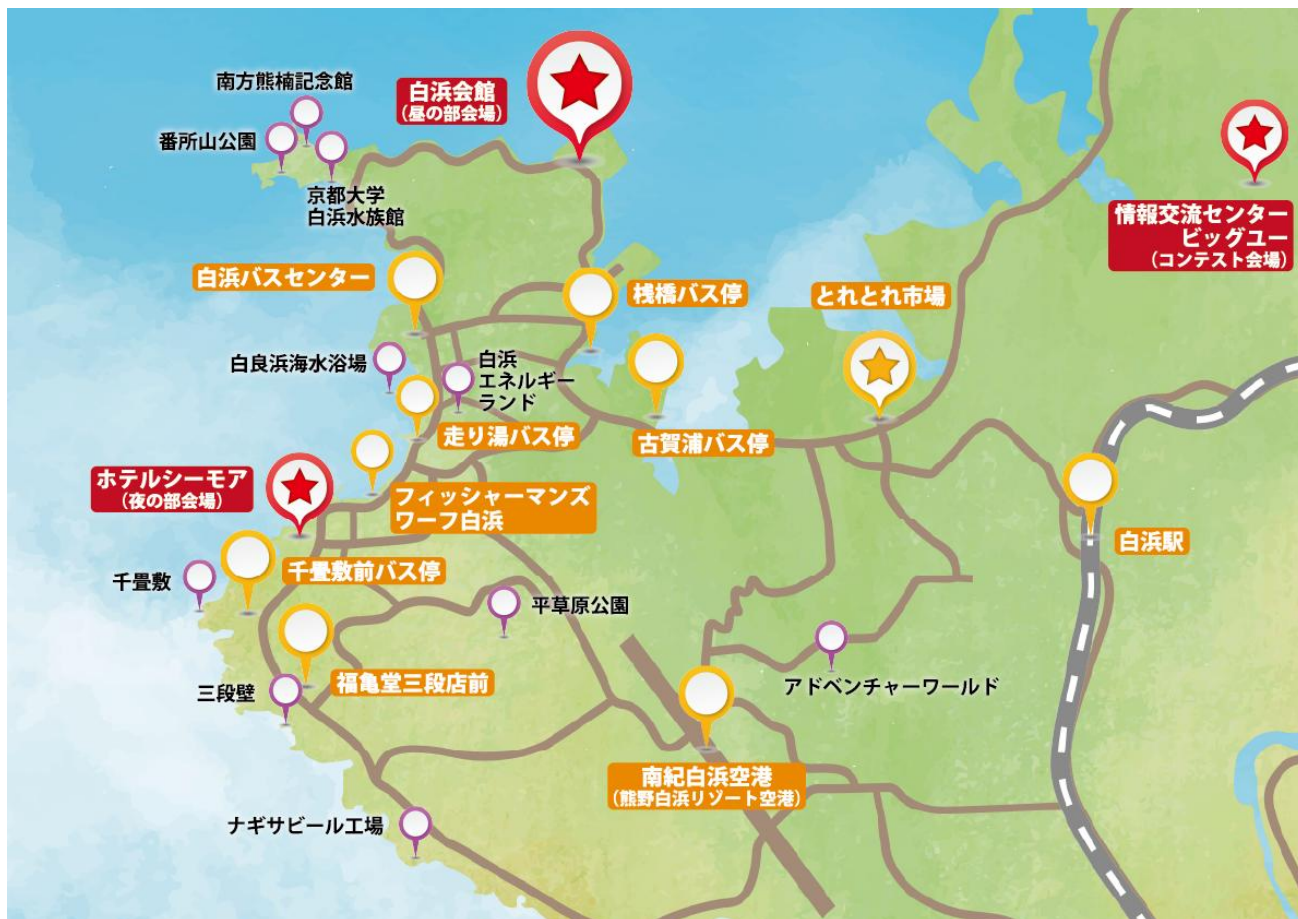 南方熊楠記念館
番所山公園
京都大学
白浜水族館
白浜会館
(昼の部会場)
情報交流センター
ビッグユー
(コンテスト会場)
白浜バスセンター
桟橋バス停
とれとれ市場
白良浜海水浴場
白浜
エネルギー
ランド
走り湯バス停
古賀浦バス停
ホテルシーモア
(夜の部会場)
フィッシャーマンズ
ワーフ白浜
白浜駅
千畳敷
千畳敷前バス停
平草原公園
三段壁
福亀堂三段店前
アドベンチャーワールド
南紀白浜空港
(熊野白浜リゾート空港)
ナギサビール工場